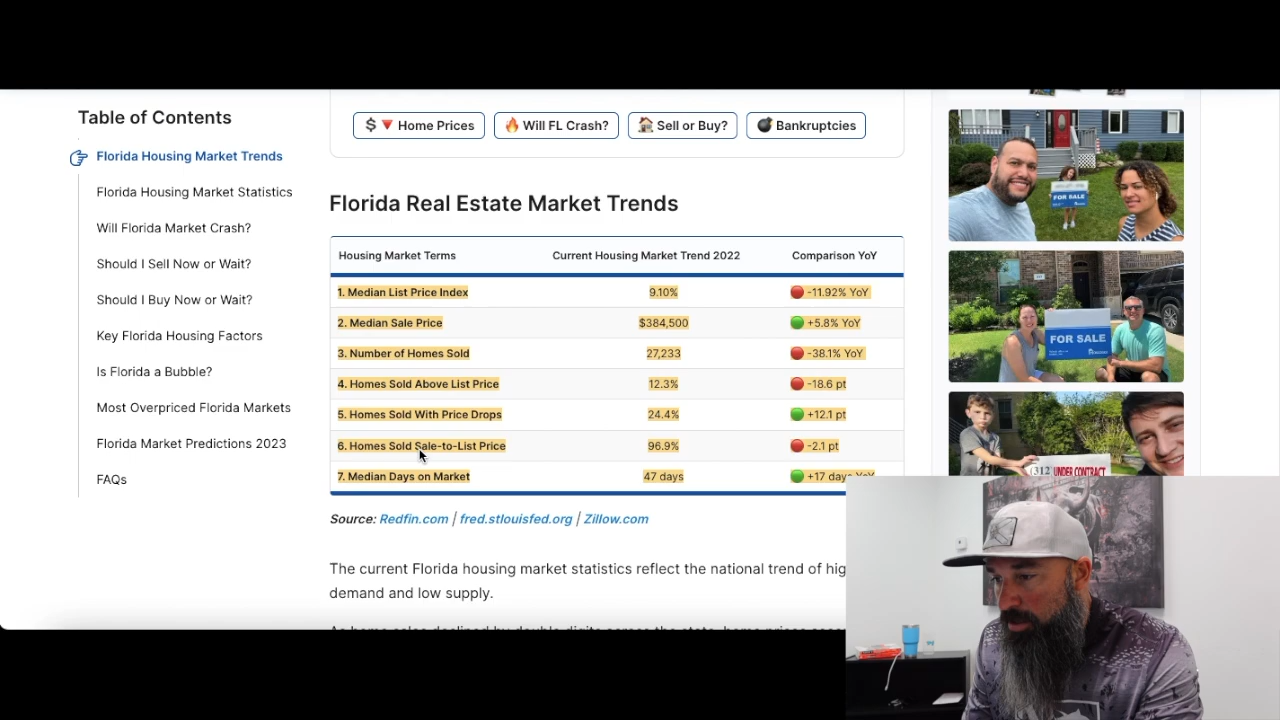 Table of Contents
Florida Housing Market Trends
Florida Housing Market Statistics
Will Florida Market Crash?
Should I Sell Now or Wait?
Should I Buy Now or Wait?
Key Florida Housing Factors
Is Florida a Bubble?
Most Overpriced Florida Markets
Florida Market Predictions 2023
FAQs
$ Home Prices Will FL Crash? Sell or Buy? Bankruptcies
Florida Real Estate Market Trends
Housing Market Terms Current Housing Market Trend 2022 Comparison YoY
1. Median List Price Index 9.10% -11.92% YoY
2. Median Sale Price $384,500 +5.8% YoY
3. Number of Homes Sold 27,233 -38.1% YoY
4. Homes Sold Above List Price 12.3% -18.6 pt
5. Homes Sold With Price Drops 24.4% +12.1 pt
6. Homes Sold Sale-to-List Price 96.9% -2.1 pt
7. Median Days on Market 47 days +17 days YoY
Source: Redfin.com | fred.stlouisfed.org | Zillow.com
The current Florida housing market statistics reflect the national trend of
demand and low supply.
FOR SALE
FOR SALE
312 UNDER CONTRACT